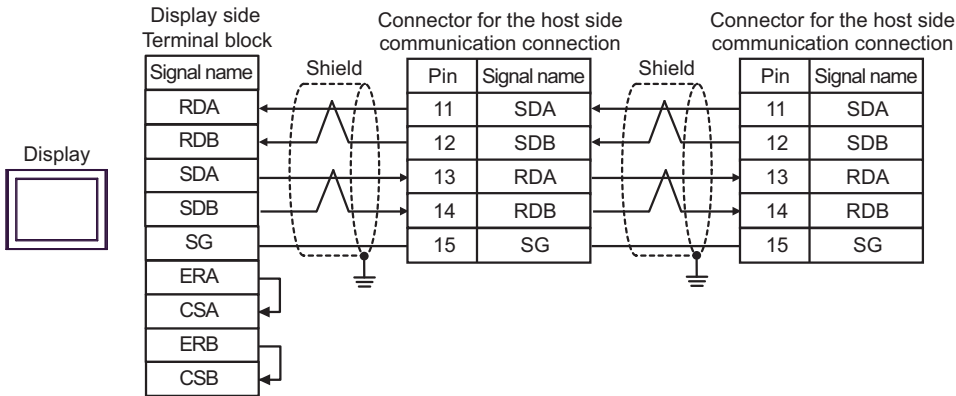 Display side
Terminal block
Connector for the host side
communication connection
Connector for the host side
communication connection
Signal name
Shield
Pin Signal name
Shield
Pin Signal name
RDA
11 SDA
11 SDA
RDB
12 SDB
12 SDB
Display
SDA
13 RDA
13 RDA
SDB
14 RDB
14 RDB
SG
15 SG
15 SG
ERA
CSA
ERB
CSB